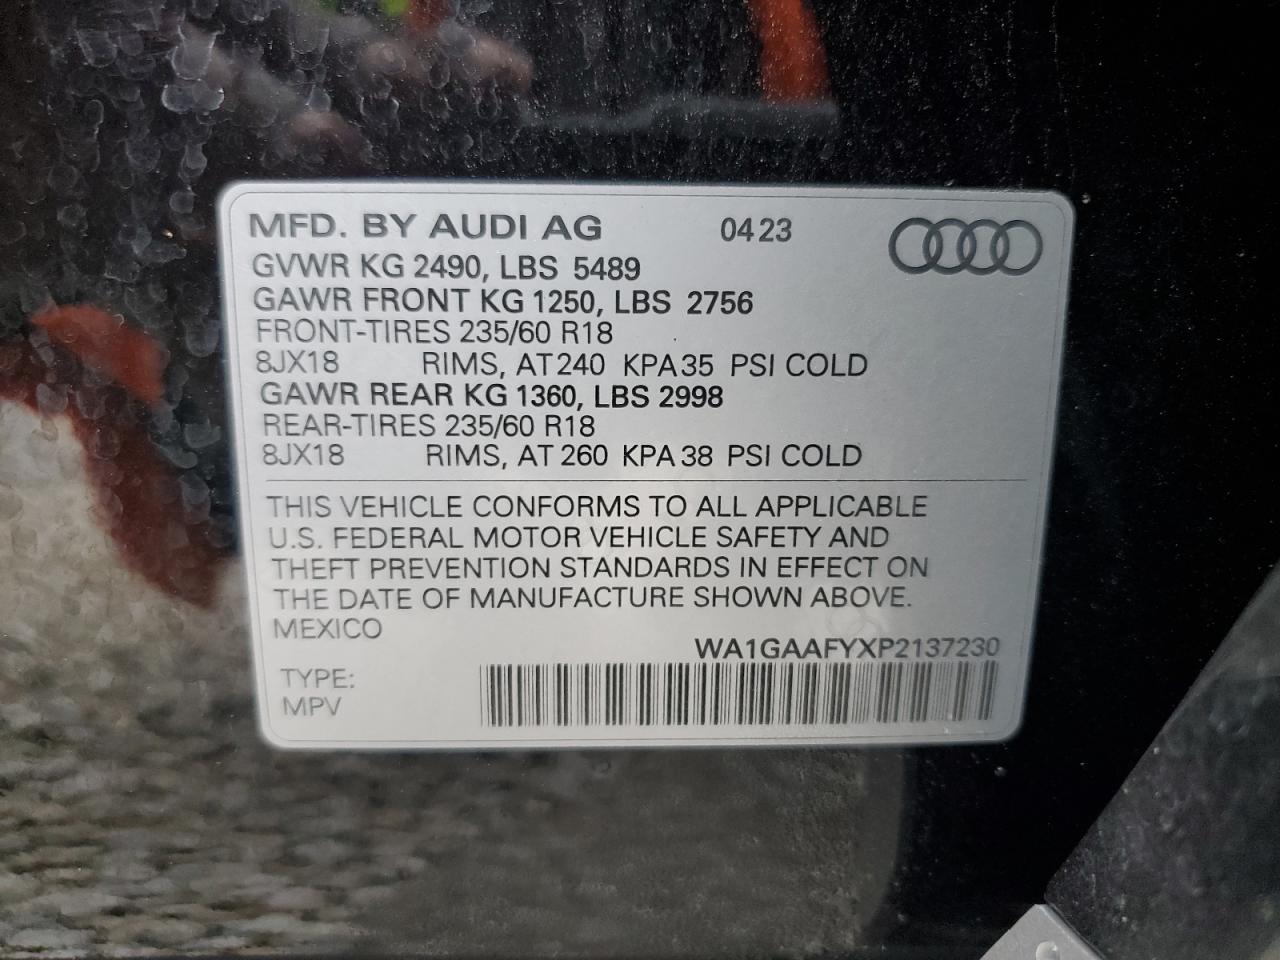 MFD. BY AUDI AG 0423
GVWR KG 2490, LBS 5489
GAWR FRONT KG 1250, LBS 2756
FRONT-TIRES 235/60 R18
8JX18 RIMS, AT 240 KPA 35 PSI COLD
GAWR REAR KG 1360, LBS 2998
REAR-TIRES 235/60 R18
8JX18 RIMS, AT 260 KPA 38 PSI COLD
THIS VEHICLE CONFORMS TO ALL APPLICABLE
U.S. FEDERAL MOTOR VEHICLE SAFETY AND
THEFT PREVENTION STANDARDS IN EFFECT ON
THE DATE OF MANUFACTURE SHOWN ABOVE.
MEXICO
WA1GAAFYXP2137230
TYPE:
MPV